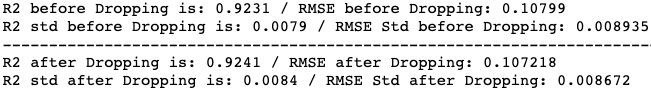 R2 before Dropping is: 0.9231 / RMSE before Dropping: 0.10799
R2 std before Dropping is: 0.0079 / RMSE Std before Dropping: 0.008935
-----------------------------------------------------------------------
R2 after Dropping is: 0.9241 / RMSE after Dropping: 0.107218
R2 std after Dropping is: 0.0084 / RMSE Std after Dropping: 0.008672